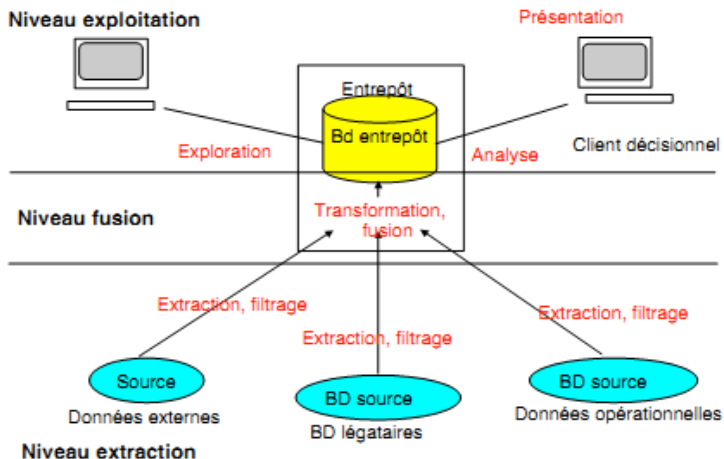 Niveau exploitation
Présentation
Entrepôt
Bd entrepôt
Exploration
Analyse
Client décisionnel
Niveau fusion
Transformation,
fusion
Extraction, filtrage
Extraction, filtrage
Extraction, filtrage
Source
BD source
BD source
Données externes
BD légataires
Données opérationnelles
Niveau extraction